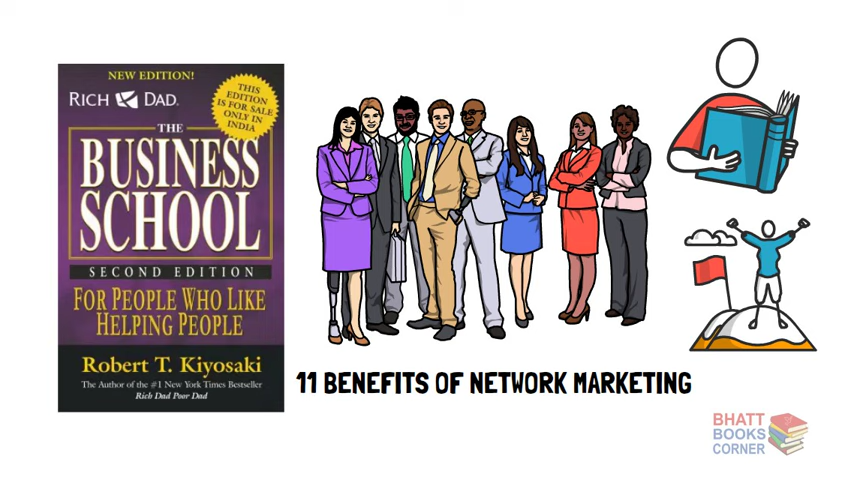 NEW EDITION!
RICH DAD.
THIS
EDITION
IS FOR SALE
ONLY IN
INDIA
THE
BUSINESS
SCHOOL
SECOND EDITION
FOR PEOPLE WHO LIKE
HELPING PEOPLE
Robert T. Kiyosaki
The Author of the #1 New York Times Bestseller
Rich Dad Poor Dad
11 BENEFITS OF NETWORK MARKETING
BHATT
BOOKS
CORNER